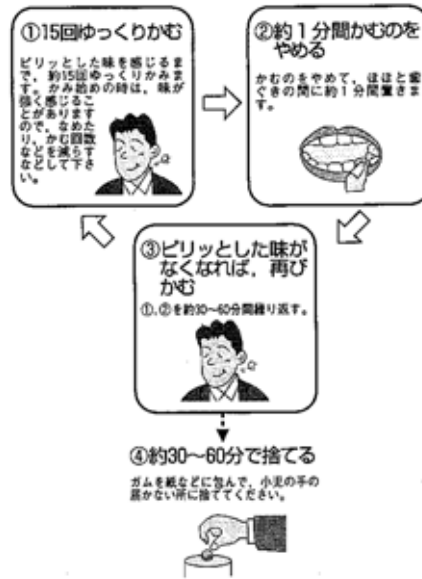 ①15回ゆっくりかむ
ピリッとした味を感じるま
で、約15回ゆっくりかみま
す。かみ始めの時は、味が
強く感じるこ
とがあります
ので、なめた
り、かむ回数
などを減らす
などして下さ
い。
②約1分間かむのを
やめる
かむのをやめて、ほほと歯
ぐきの間に約1分間置きま
す。
③ピリッとした味が
なくなれば、再び
かむ
①、②を約30~60分間繰り返す。
④約30~60分で捨てる
ガムを紙などに包んで、小児の手の
届かない所に捨ててください。